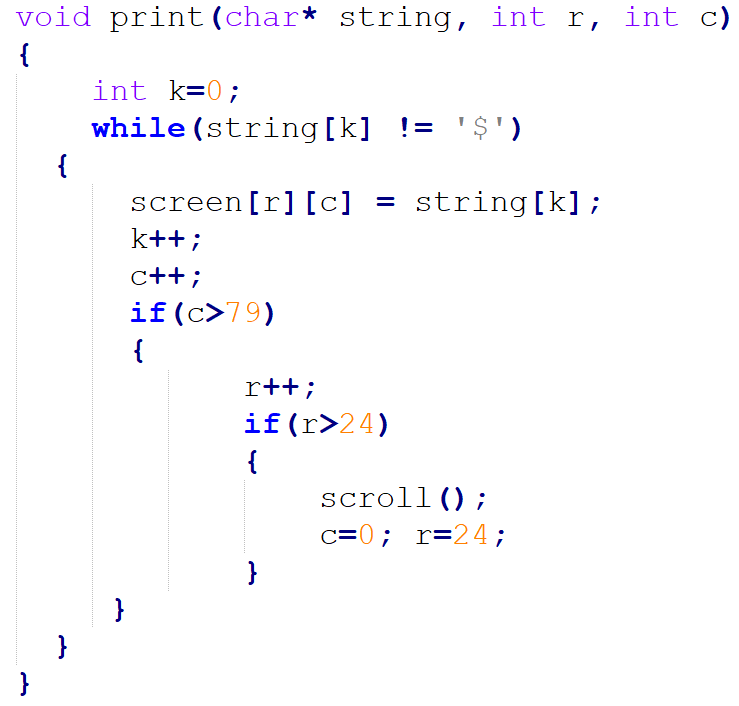 void print(char* string, int r, int c)
{
    int k=0;
    while(string[k] != '$')
  {
      screen[r][c] = string[k];
      k++;
      c++;
      if(c>79)
      {
            r++;
            if(r>24)
            {
                scroll();
                c=0; r=24;
            }
     }
  }
}